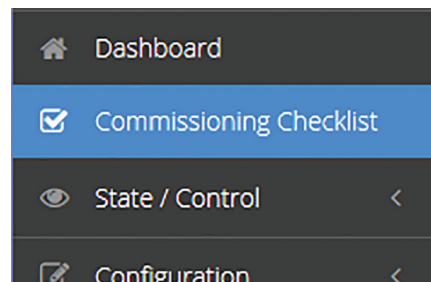 Dashboard
Commissioning Checklist
State / Control
Configuration